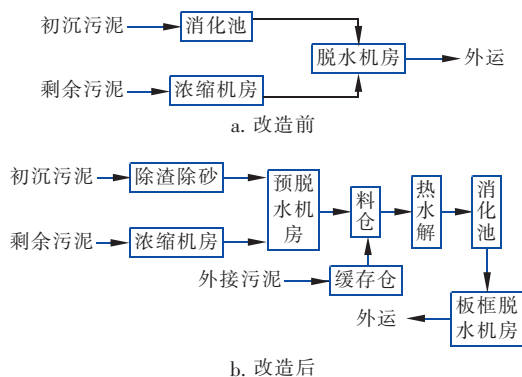 初沉污泥 消化池
脱水机房 外运
剩余污泥 浓缩机房
a. 改造前
初沉污泥 除渣除砂 预脱水机房 料仓 热水解 消化池
剩余污泥 浓缩机房
外接污泥 缓存仓
外运 板框脱水机房
b. 改造后